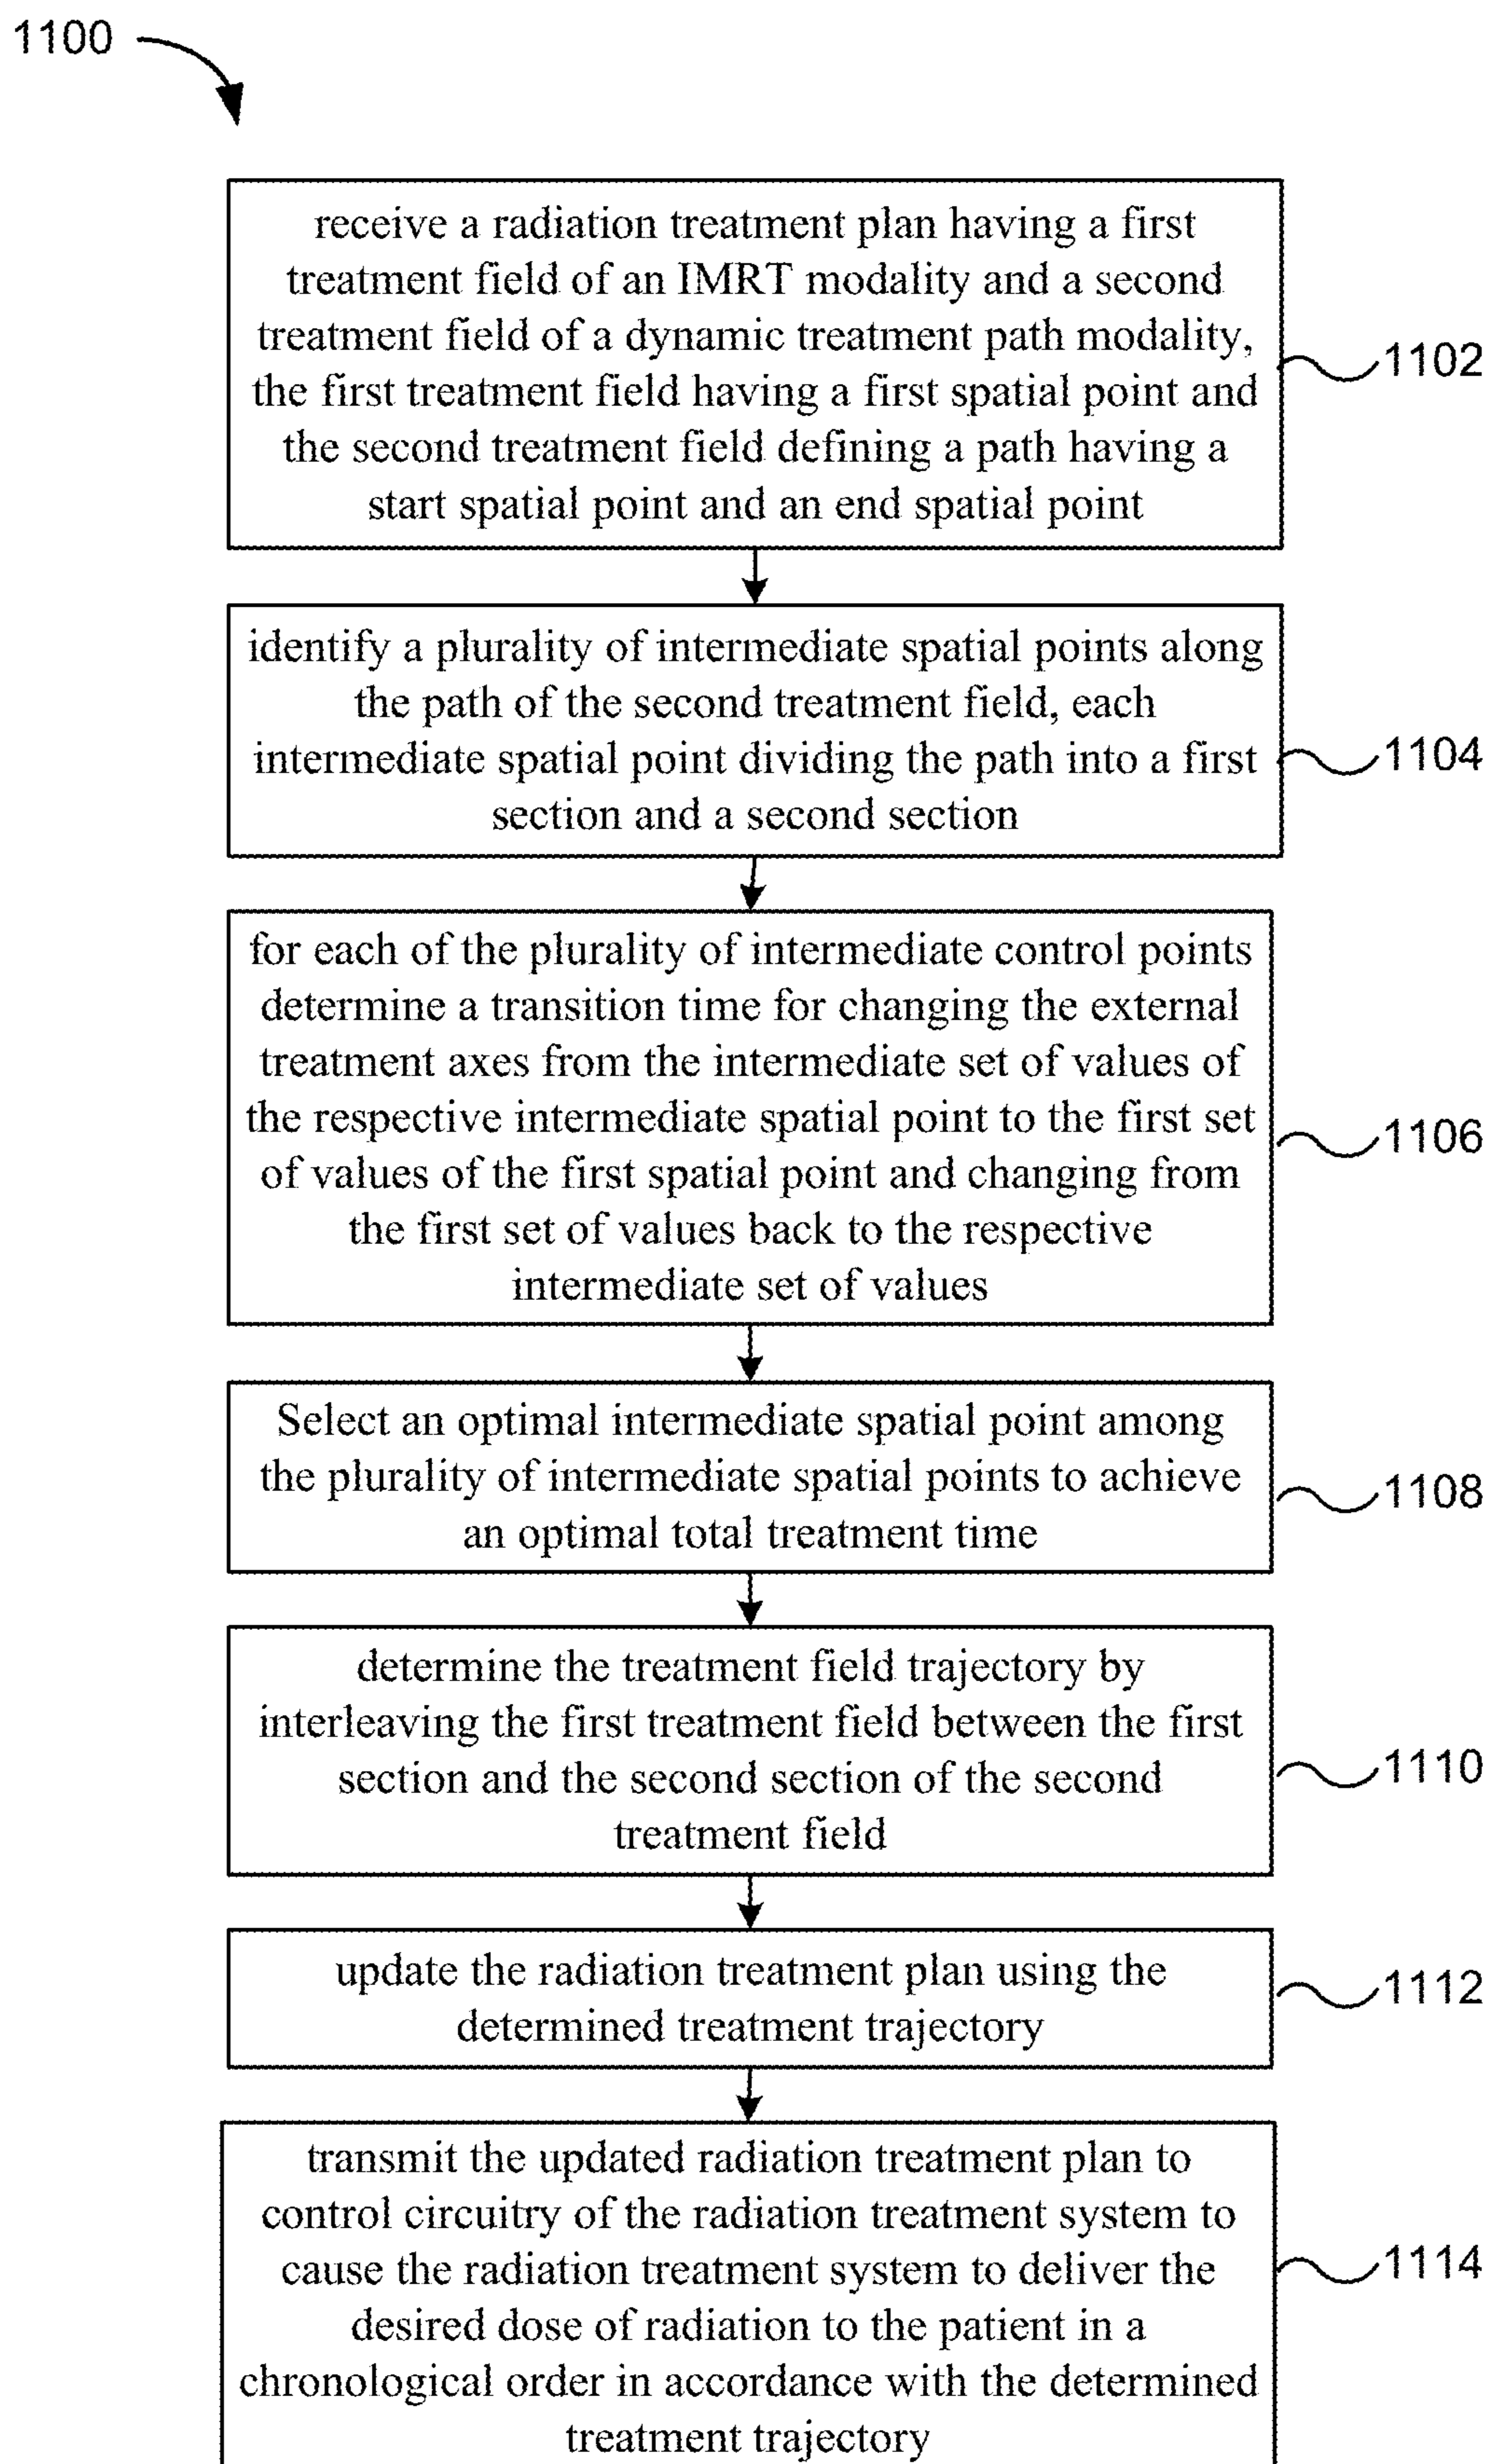 1100
receive a radiation treatment plan having a first
treatment field of an IMRT modality and a second
treatment field of a dynamic treatment path modality,
the first treatment field having a first spatial point and
the second treatment field defining a path having a
start spatial point and an end spatial point
1102
identify a plurality of intermediate spatial points along
the path of the second treatment field, each
intermediate spatial point dividing the path into a first
section and a second section
1104
for each of the plurality of intermediate control points
determine a transition time for changing the external
treatment axes from the intermediate set of values of
the respective intermediate spatial point to the first set
of values of the first spatial point and changing from
the first set of values back to the respective
intermediate set of values
1106
Select an optimal intermediate spatial point among
the plurality of intermediate spatial points to achieve
an optimal total treatment time
1108
determine the treatment field trajectory by
interleaving the first treatment field between the first
section and the second section of the second
treatment field
1110
update the radiation treatment plan using the
determined treatment trajectory
1112
transmit the updated radiation treatment plan to
control circuitry of the radiation treatment system to
cause the radiation treatment system to deliver the
desired dose of radiation to the patient in a
chronological order in accordance with the determined
treatment trajectory
1114